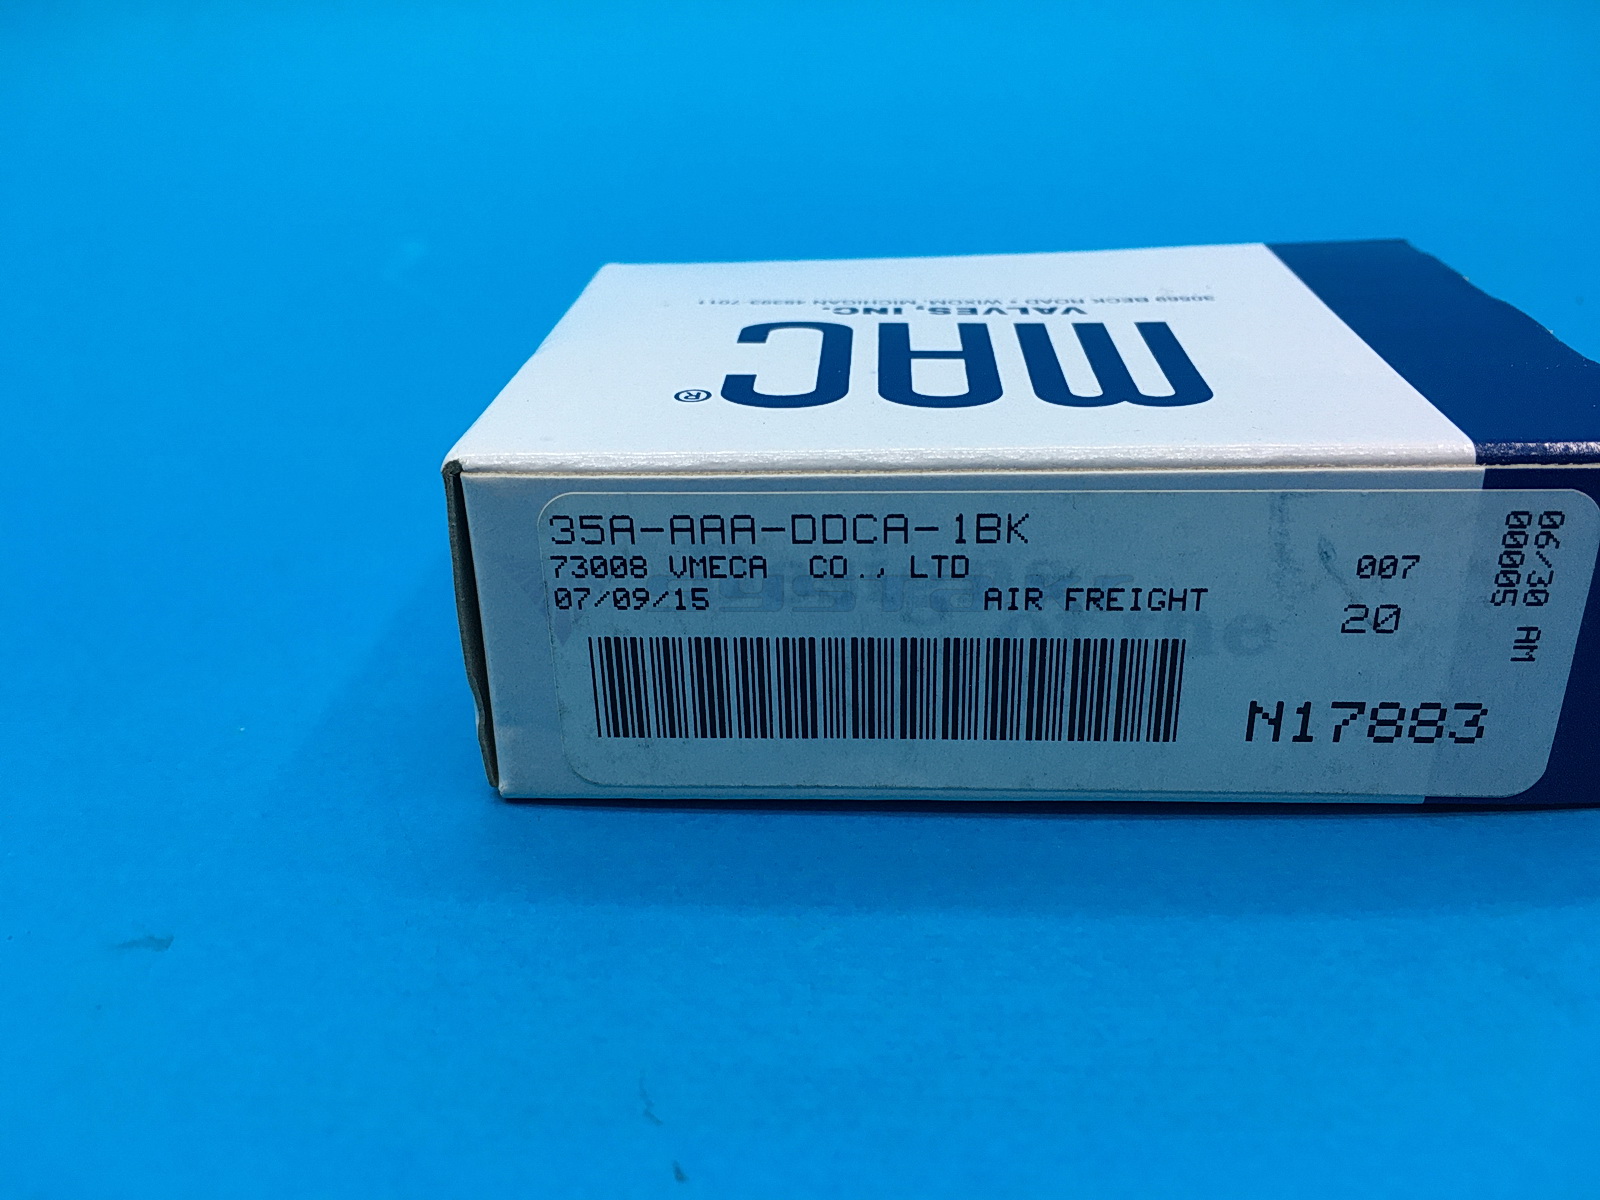 MAC®
VALVES, INC.
30569 BECK ROAD • WIXOM, MICHIGAN 48393-7011
35A-AAA-DDCA-1BK
73008 VMECA CO., LTD
007
07/09/15
AIR FREIGHT
20
N17883
06/30 AM
00005